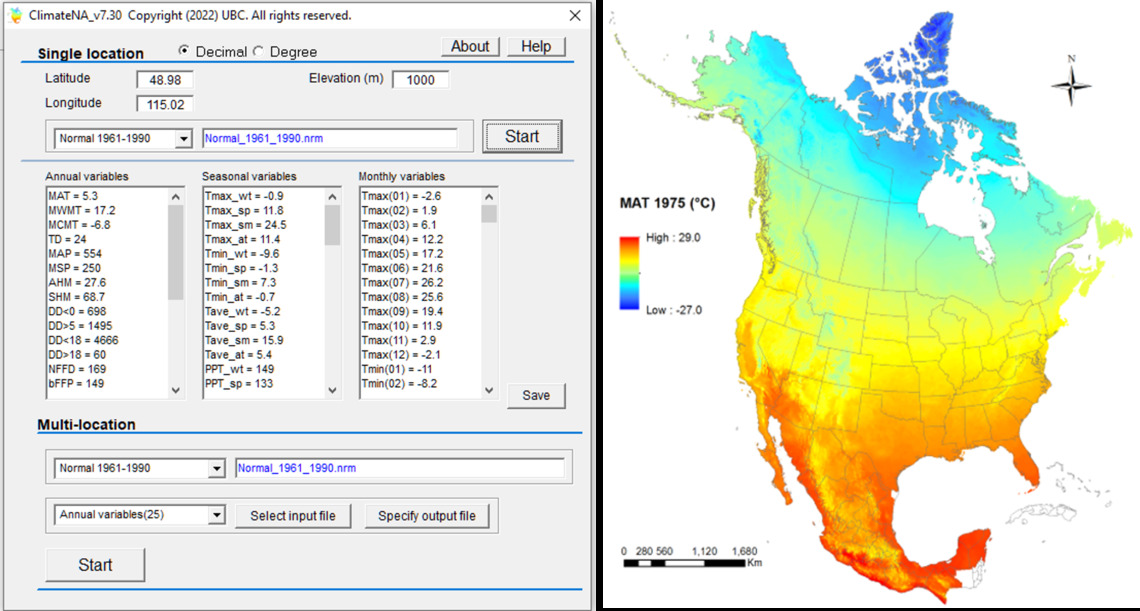 ClimateNA_v7.30 Copyright (2022) UBC. All rights reserved.
Single location
Decimal
Degree
About
Help
Latitude
48.98
Elevation (m)
1000
Longitude
115.02
Normal 1961-1990
Normal_1961_1990.nrm
Start
Annual variables
MAT = 5.3
MWMT = 17.2
MCMT = -6.8
TD = 24
MAP = 554
MSP = 250
AHM = 27.6
SHM = 68.7
DD<0 = 698
DD>5 = 1495
DD<18 = 4666
DD>18 = 60
NFFD = 169
bFFP = 149
Seasonal variables
Tmax_wt = -0.9
Tmax_sp = 11.8
Tmax_sm = 24.5
Tmax_at = 11.4
Tmin_wt = -9.6
Tmin_sp = -1.3
Tmin_sm = 7.3
Tmin_at = -0.7
Tave_wt = -5.2
Tave_sp = 5.3
Tave_sm = 15.9
Tave_at = 5.4
PPT_wt = 149
PPT_sp = 133
Monthly variables
Tmax(01) = -2.6
Tmax(02) = 1.9
Tmax(03) = 6.1
Tmax(04) = 12.2
Tmax(05) = 17.2
Tmax(06) = 21.6
Tmax(07) = 26.2
Tmax(08) = 25.6
Tmax(09) = 19.4
Tmax(10) = 11.9
Tmax(11) = 2.9
Tmax(12) = -2.1
Tmin(01) = -11
Tmin(02) = -8.2
Save
Multi-location
Normal 1961-1990
Normal_1961_1990.nrm
Annual variables(25)
Select input file
Specify output file
Start
N
MAT 1975 (°C)
High : 29.0
Low : -27.0
0 280 560 1,120 1,680
Km